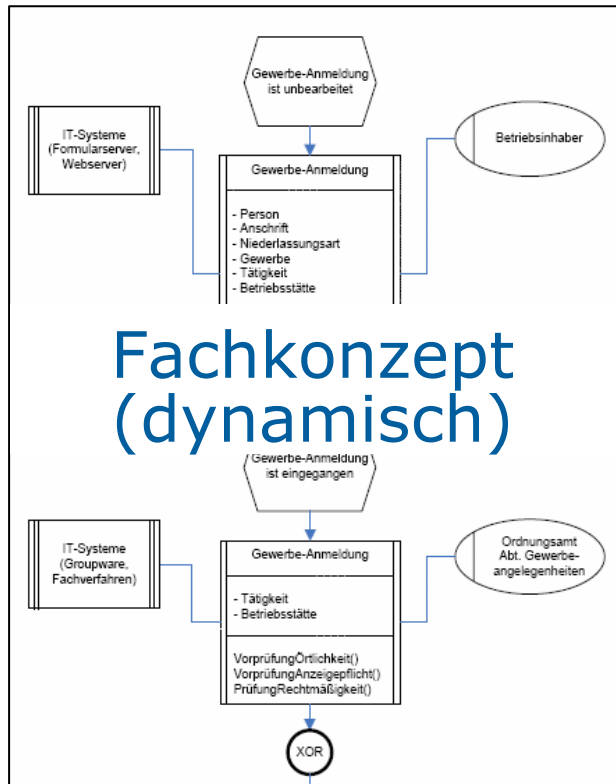 Gewerbe-Anmeldung
ist unbearbeitet
IT-Systeme
(Formularserver,
Webserver)
Betriebsinhaber
Gewerbe-Anmeldung
- Person
- Anschrift
- Niederlassungsart
- Gewerbe
- Tätigkeit
- Betriebsstätte
Fachkonzept
(dynamisch)
Gewerbe-Anmeldung
ist eingegangen
IT-Systeme
(Groupware,
Fachverfahren)
Ordnungsamt
Abt. Gewerbe-
angelegenheiten
Gewerbe-Anmeldung
- Tätigkeit
- Betriebsstätte
VorprüfungÖrtlichkeit()
VorprüfungAnzeigepflicht()
PrüfungRechtmäßigkeit()
XOR